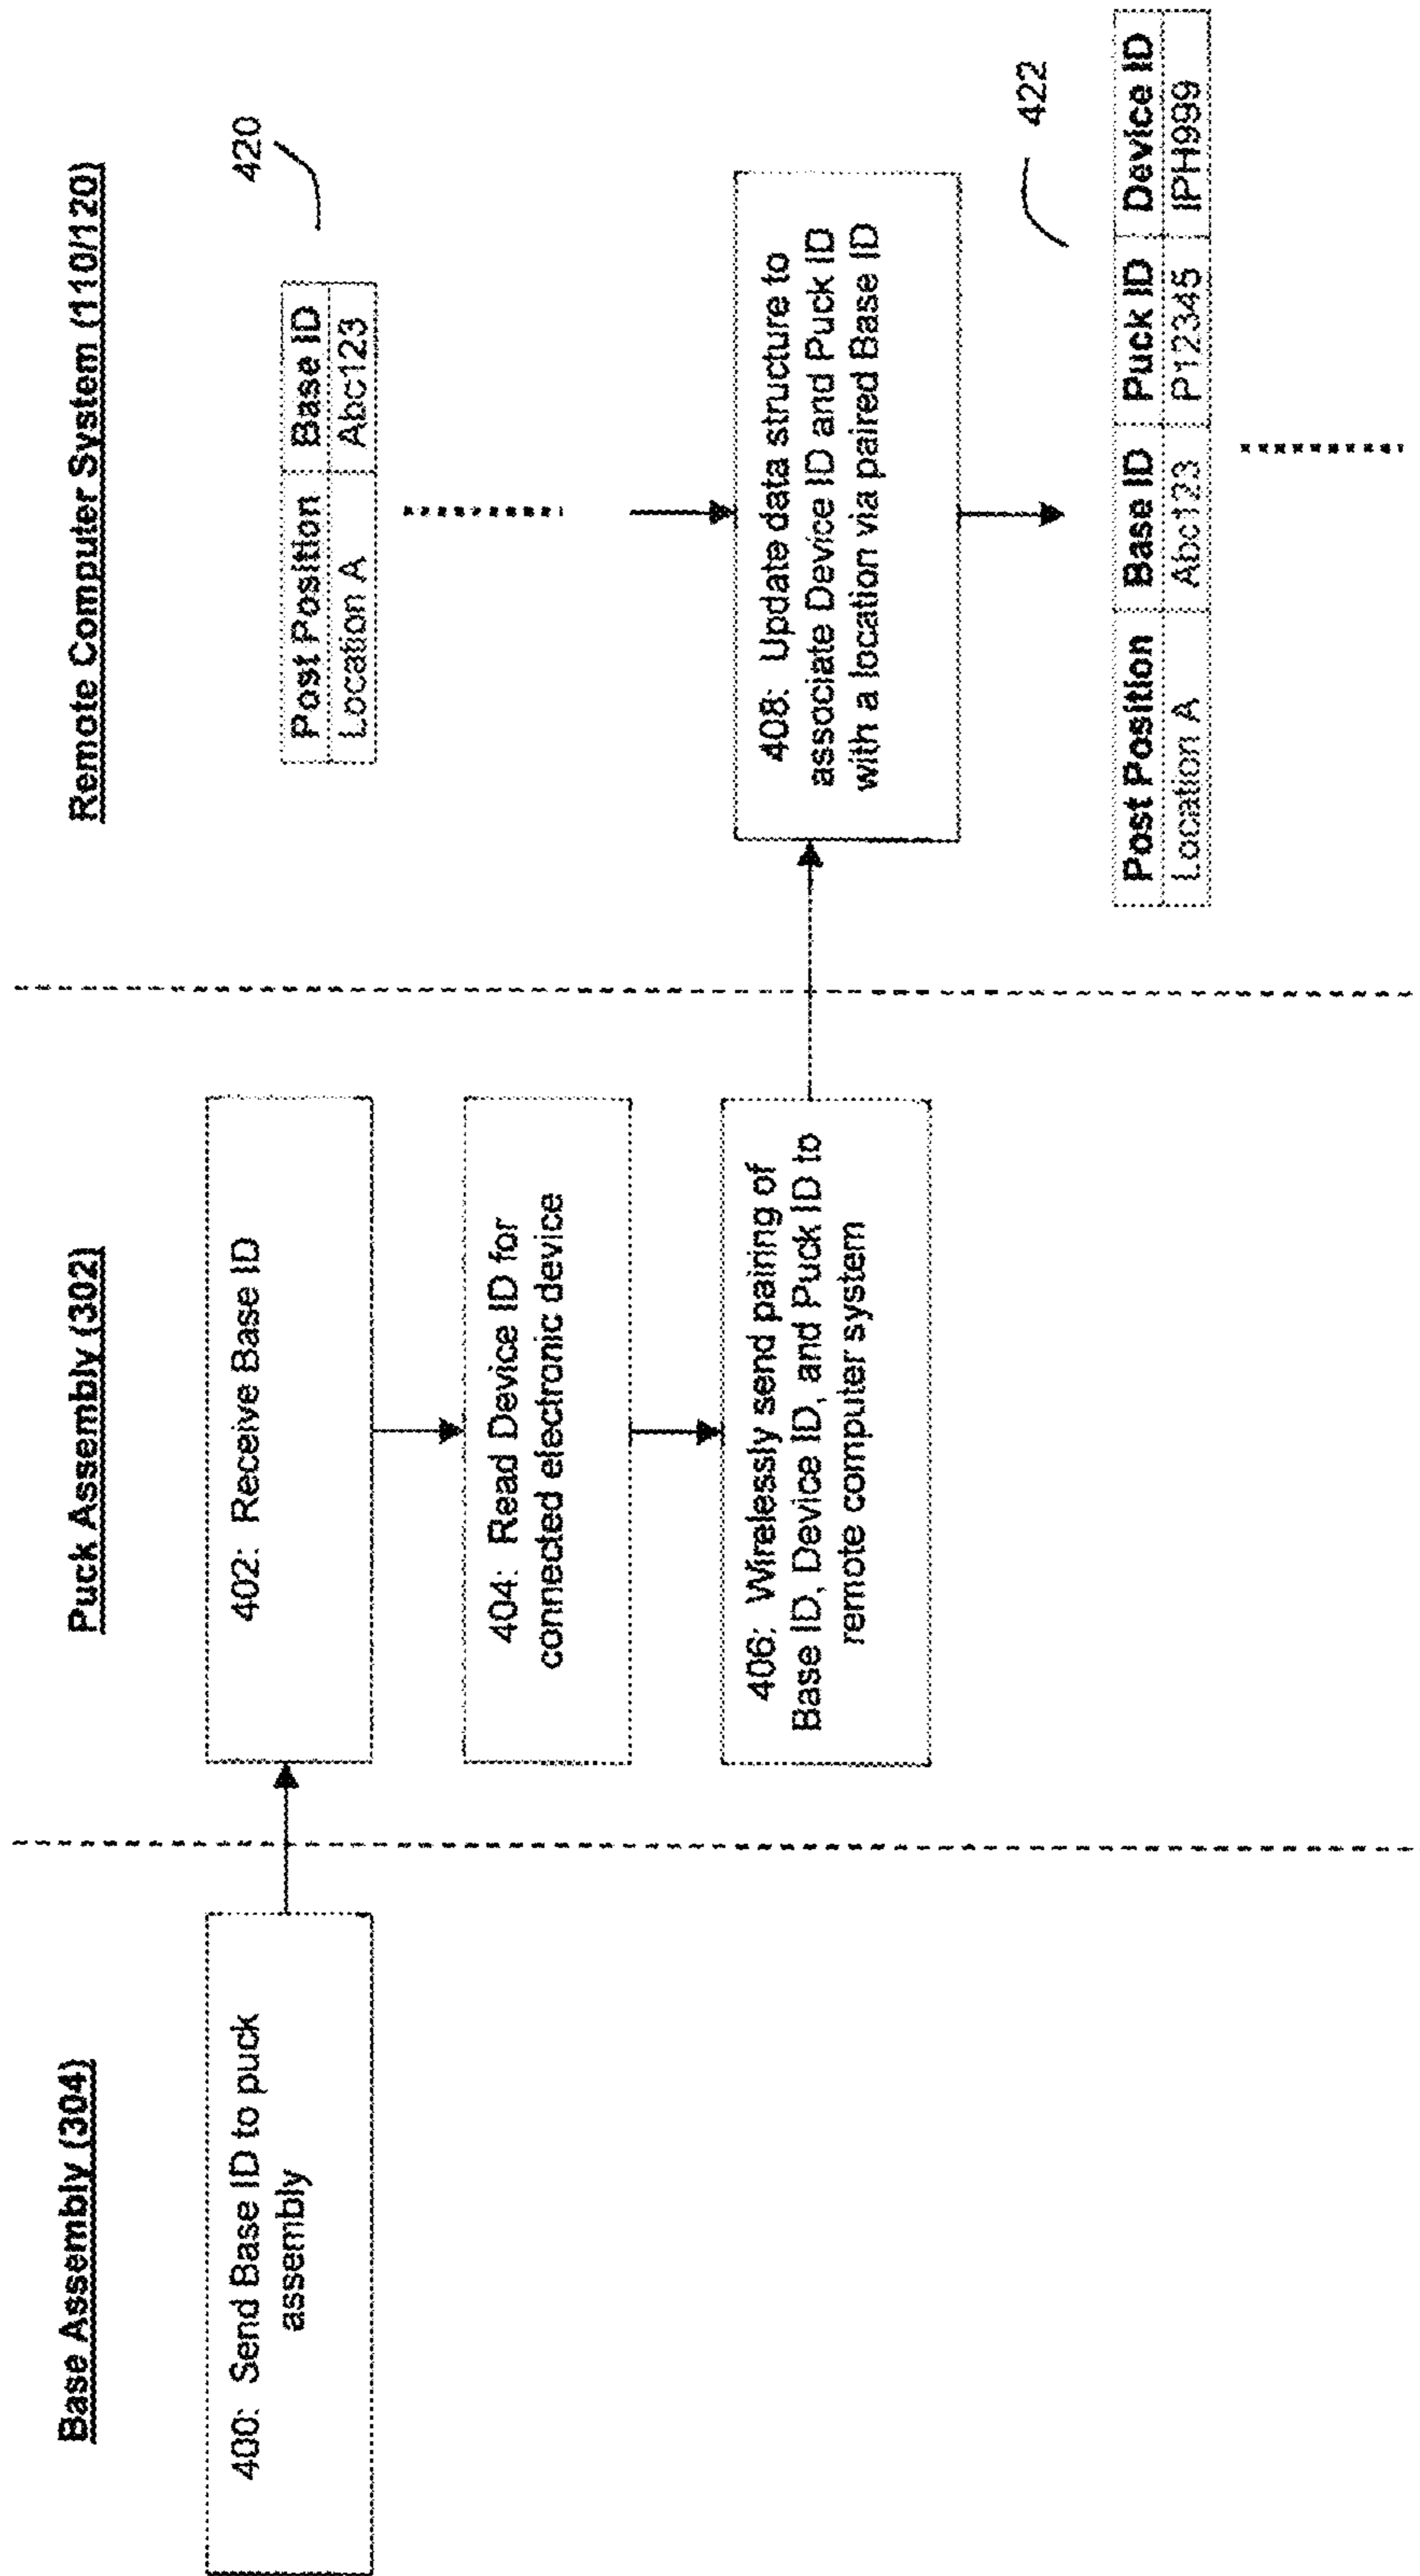 Base Assembly (304)
400: Send Base ID to puck
assembly
Puck Assembly (302)
402: Receive Base ID
404: Read Device ID for
connected electronic device
406: Wirelessly send pairing of
Base ID, Device ID, and Puck ID to
remote computer system
Remote Computer System (110/120)
420
Post Position Base ID
Location A Abc123
408: Update data structure to
associate Device ID and Puck ID
with a location via paired Base ID
422
Post Position Base ID Puck ID Device ID
Location A Abc123 P12345 IPH999